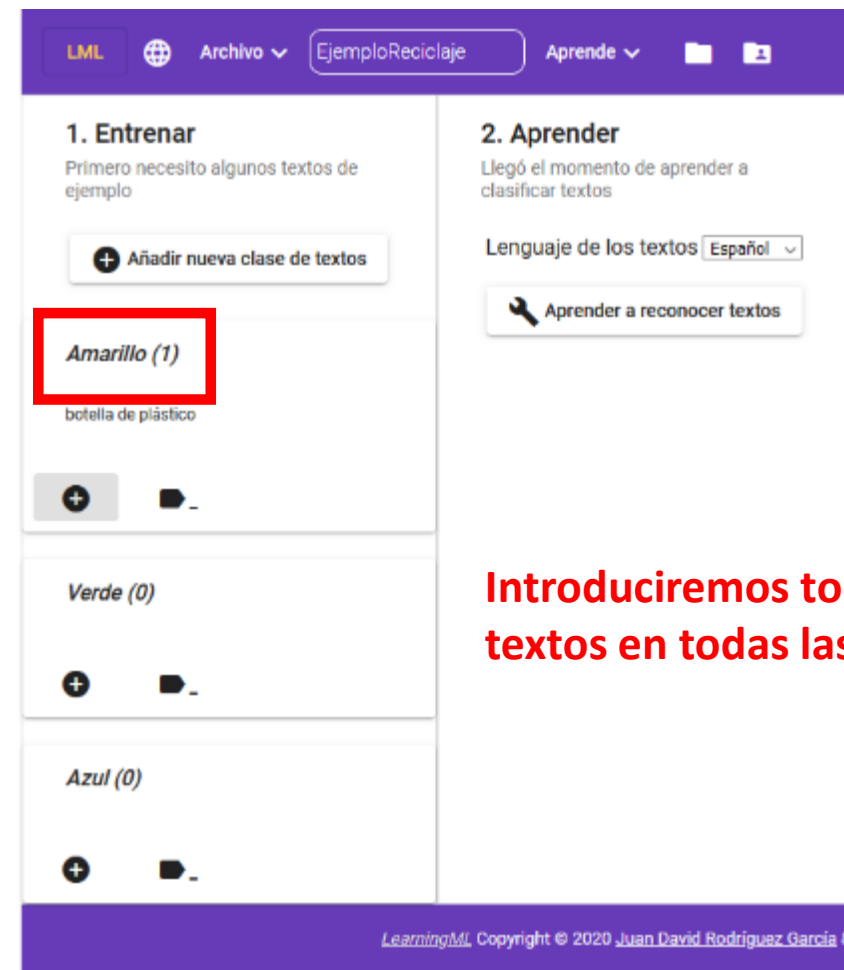 LML Archivo EjemploReciclaje Aprende
1. Entrenar
Primero necesito algunos textos de
ejemplo
Añadir nueva clase de textos
Amarillo (1)
botella de plástico
Verde (0)
Azul (0)
2. Aprender
Llegó el momento de aprender a
clasificar textos
Lenguaje de los textos Español
Aprender a reconocer textos
Introduciremos to
textos en todas las
LearningML Copyright © 2020 Juan David Rodríguez García